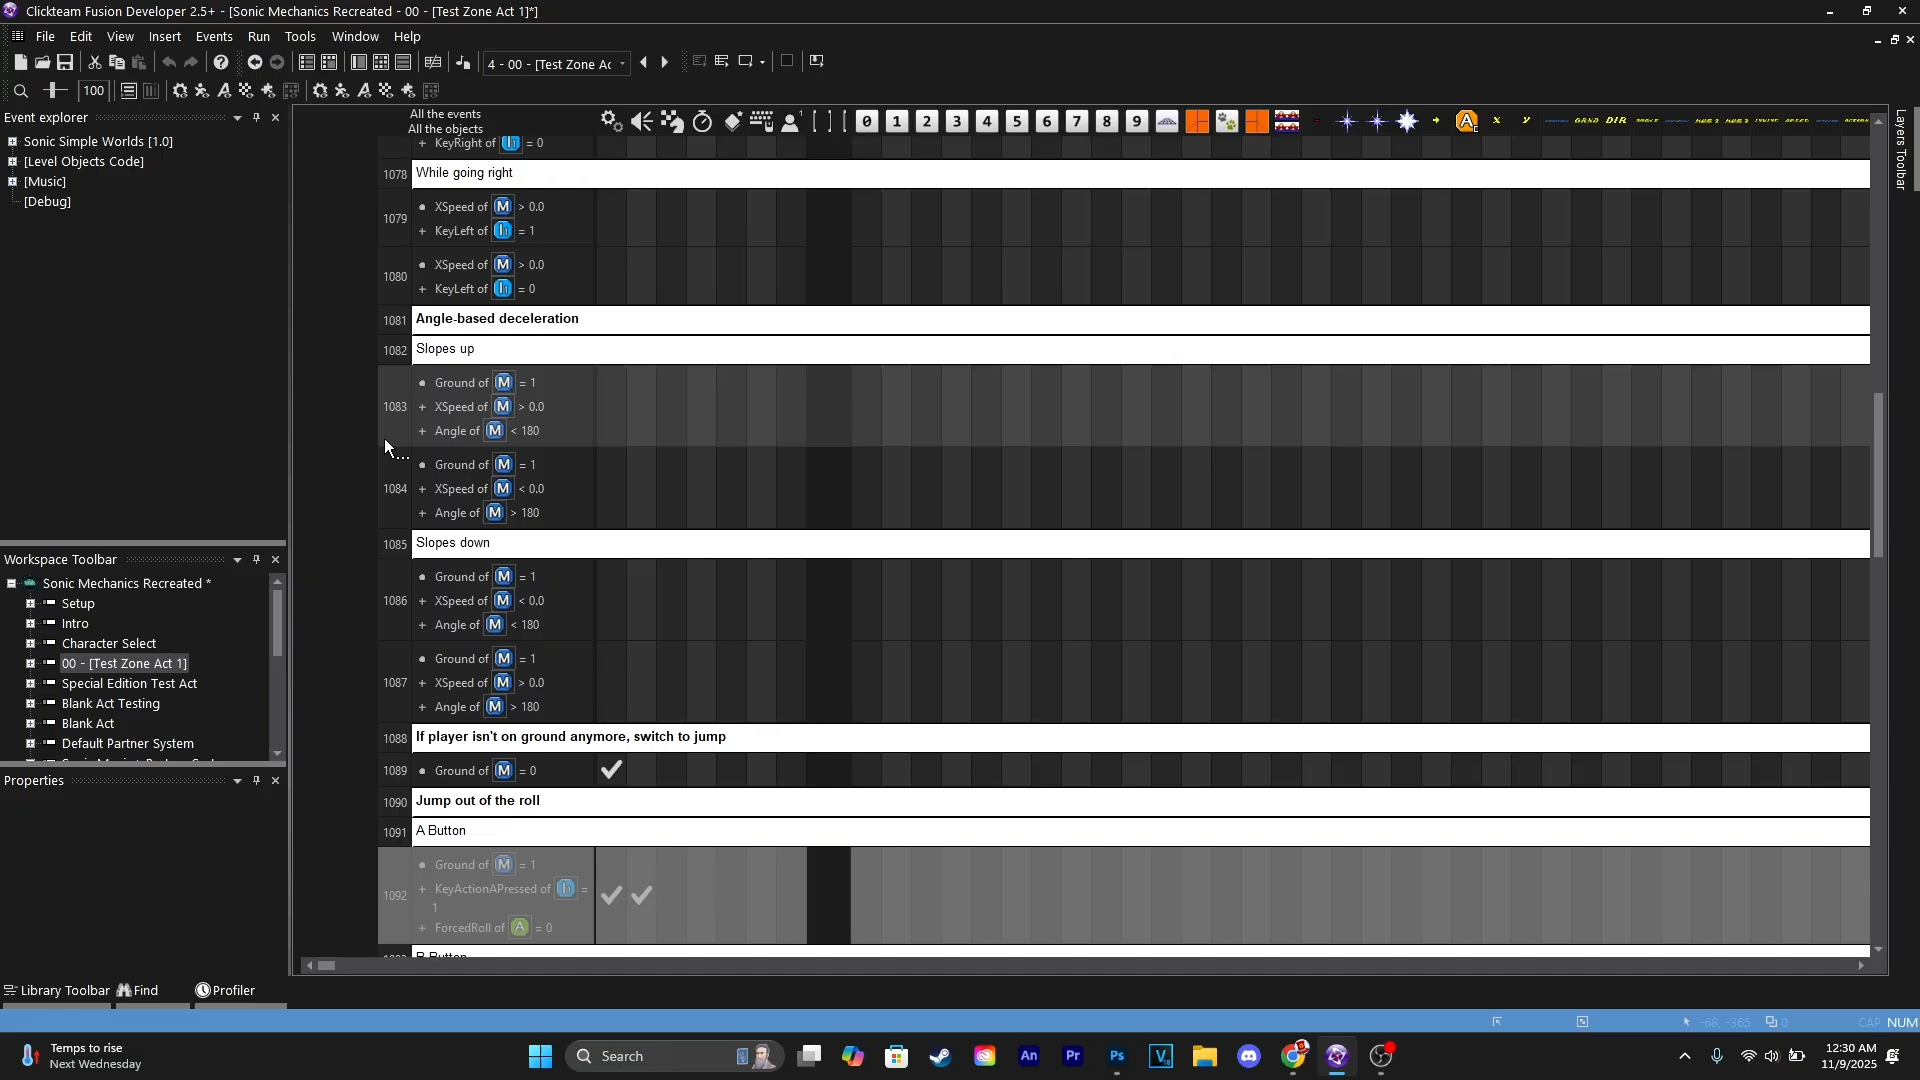 Clickteam Fusion Developer 2.5+ - [Sonic Mechanics Recreated - 00 - [Test Zone Act 1]*]
File Edit View Insert Events Run Tools Window Help
4 - 00 - [Test Zone Ac
100
Event explorer
Sonic Simple Worlds [1.0]
[Level Objects Code]
[Music]
[Debug]
All the events
All the objects
0 1 2 3 4 5 6 7 8 9
+ KeyRight of = 0
1078 While going right
1079
XSpeed of M > 0.0
+ KeyLeft of = 1
1080
XSpeed of M > 0.0
+ KeyLeft of = 0
1081 Angle-based deceleration
1082 Slopes up
1083
Ground of M = 1
+ XSpeed of M > 0.0
+ Angle of M < 180
1084
Ground of M = 1
+ XSpeed of M < 0.0
+ Angle of M > 180
1085 Slopes down
1086
Ground of M = 1
+ XSpeed of M < 0.0
+ Angle of M < 180
1087
Ground of M = 1
+ XSpeed of M > 0.0
+ Angle of M > 180
1088 If player isn't on ground anymore, switch to jump
1089 Ground of M = 0
1090 Jump out of the roll
1091 A Button
1092
Ground of M = 1
+ KeyActionAPressed of =
1
+ ForcedRoll of A = 0
Layers Toolbar
Workspace Toolbar
Sonic Mechanics Recreated *
Setup
Intro
Character Select
00 - [Test Zone Act 1]
Special Edition Test Act
Blank Act Testing
Blank Act
Default Partner System
Properties
Library Toolbar Find Profiler
-68, -365 0 CAP NUM
Temps to rise
Next Wednesday
Search
12:30 AM
11/9/2025